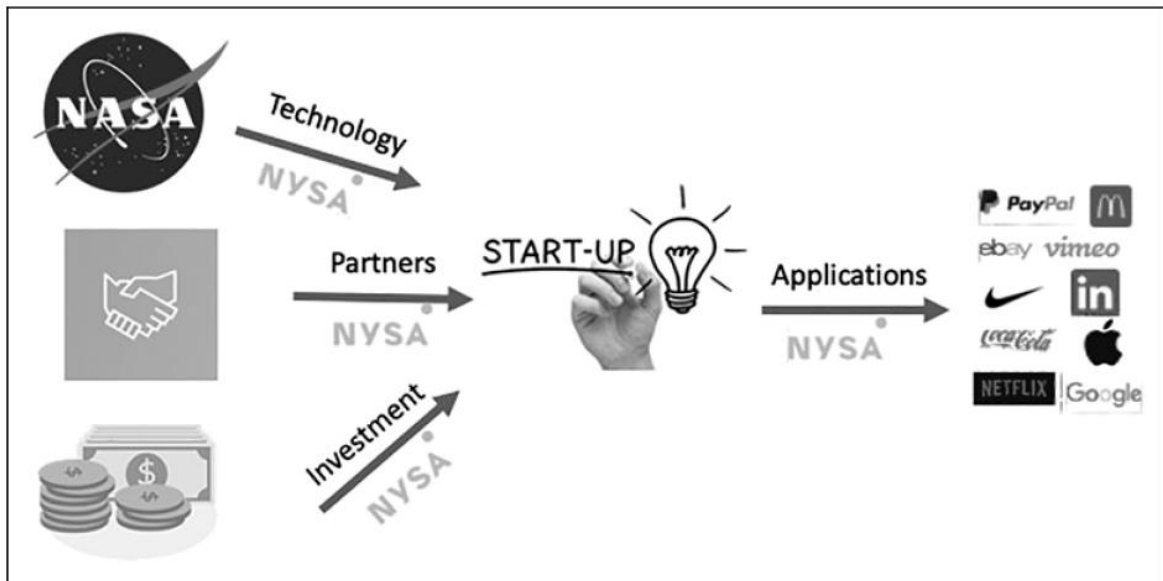 NASA
Technology
NYSA
Partners
NYSA
Investment
NYSA
$
START-UP
Applications
NYSA
PayPal
ebay vimeo
in
Coca-Cola
NETFLIX Google